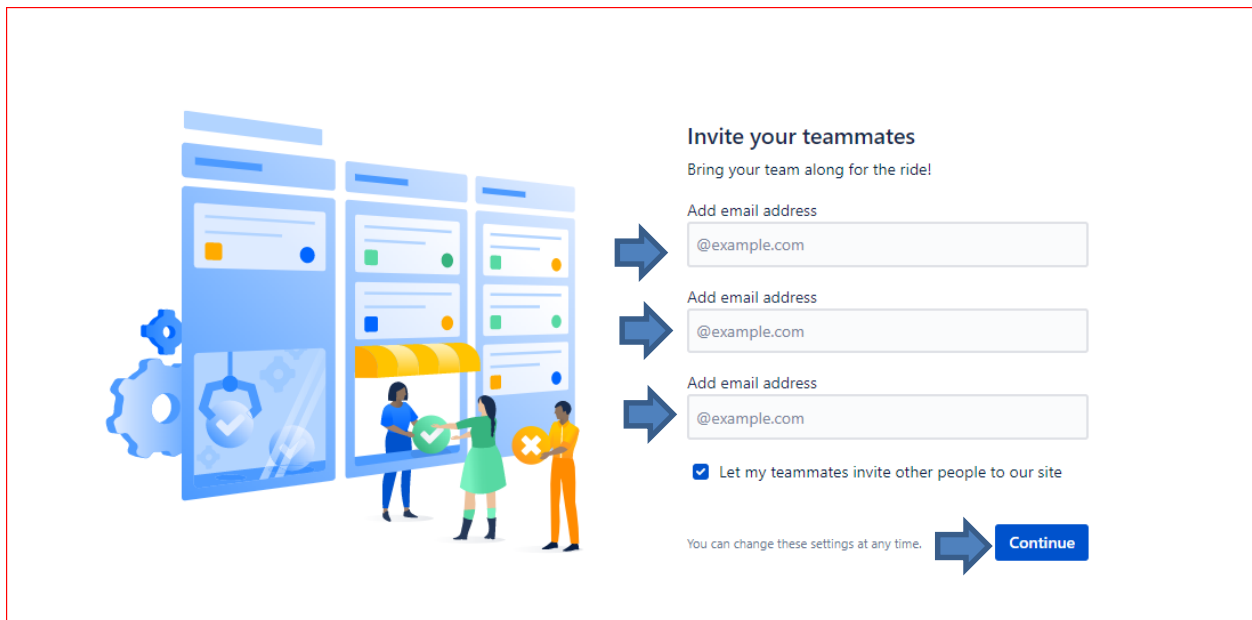 Invite your teammates
Bring your team along for the ride!
Add email address
@example.com
Add email address
@example.com
Add email address
@example.com
Let my teammates invite other people to our site
You can change these settings at any time.
Continue